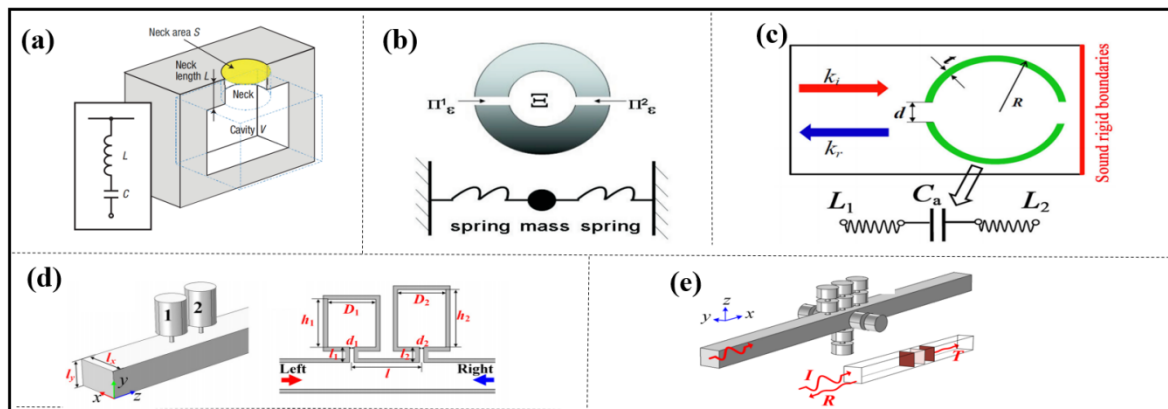 (a)
Neck area S
Neck
length L
Neck
Cavity V
L
C
(b)
Π¹ε
Ξ
Π²ε
spring mass spring
(c)
t
kᵢ
R
d
kᵣ
Sound rigid boundaries
Cₐ
L₁
L₂
(d)
1
2
lₓ
l_y
y
x
z
D₁
D₂
h₁
h₂
d₁
d₂
l₁
l₂
Left
l
Right
(e)
z
y
x
T
I
R